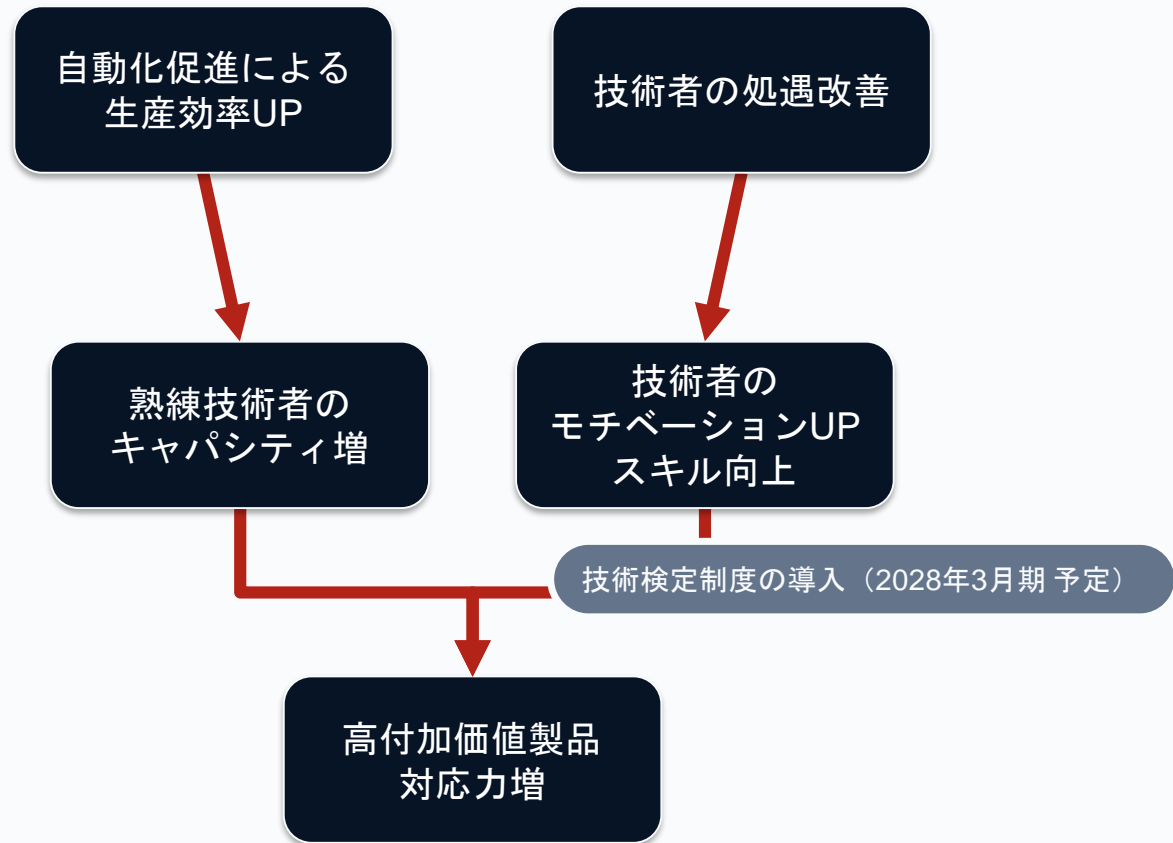 自動化促進による
生産効率UP
技術者の処遇改善
熟練技術者の
キャパシティ増
技術者の
モチベーションUP
スキル向上
技術検定制度の導入（2028年3月期 予定）
高付加価値製品
対応力増